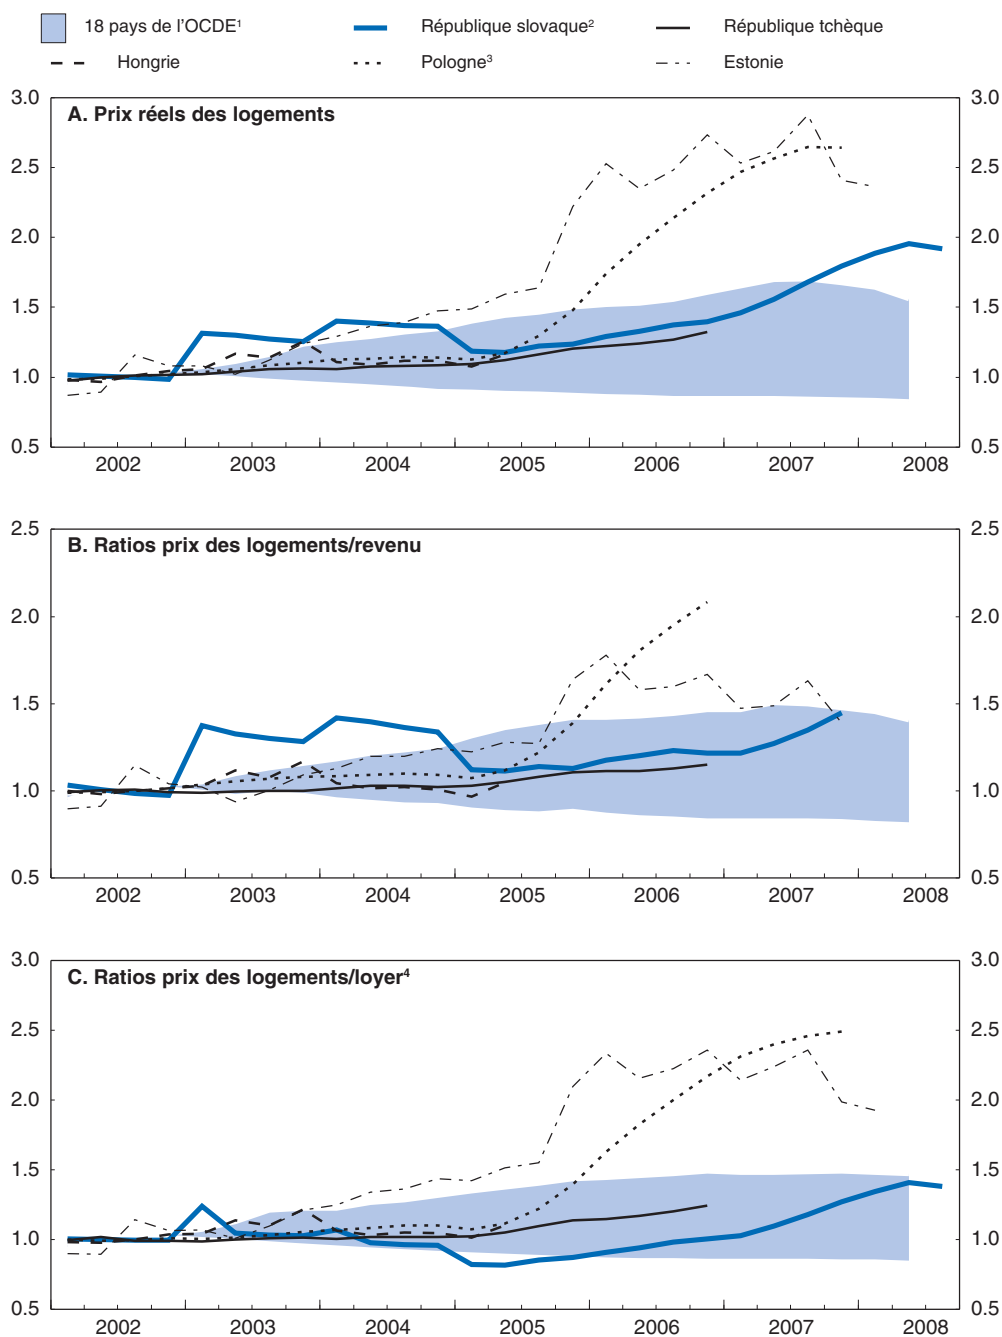 18 pays de l'OCDE¹ République slovaque² République tchèque
Hongrie Pologne³ Estonie
3.0 3.0
A. Prix réels des logements
2.5 2.5
2.0 2.0
1.5 1.5
1.0 1.0
0.5 0.5
2002 2003 2004 2005 2006 2007 2008
2.5 2.5
B. Ratios prix des logements/revenu
2.0 2.0
1.5 1.5
1.0 1.0
0.5 0.5
2002 2003 2004 2005 2006 2007 2008
3.0 3.0
C. Ratios prix des logements/loyer⁴
2.5 2.5
2.0 2.0
1.5 1.5
1.0 1.0
0.5 0.5
2002 2003 2004 2005 2006 2007 2008